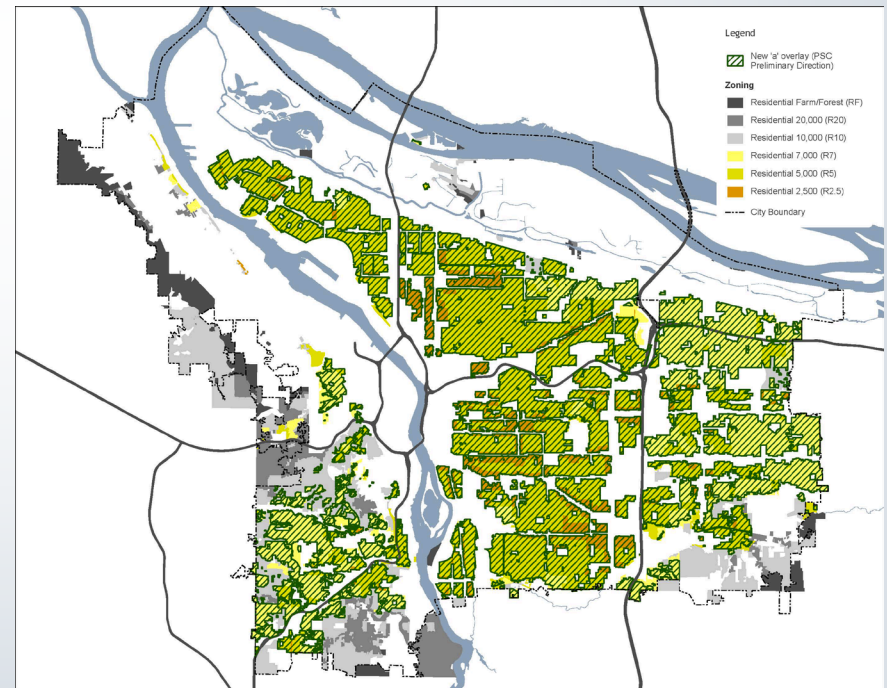 Legend
New 'a' overlay (PSC
Preliminary Direction)
Zoning
Residential Farm/Forest (RF)
Residential 20,000 (R20)
Residential 10,000 (R10)
Residential 7,000 (R7)
Residential 5,000 (R5)
Residential 2,500 (R2.5)
City Boundary